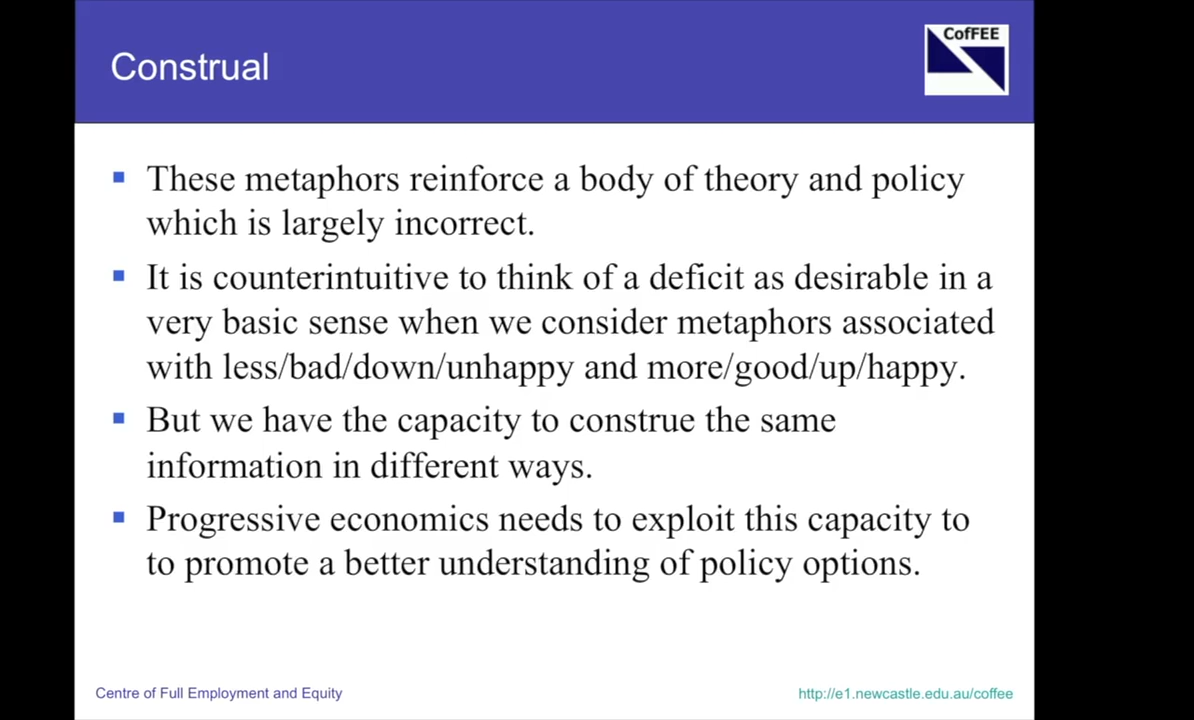 Construal
CofFEE
These metaphors reinforce a body of theory and policy
which is largely incorrect.
It is counterintuitive to think of a deficit as desirable in a
very basic sense when we consider metaphors associated
with less/bad/down/unhappy and more/good/up/happy.
But we have the capacity to construe the same
information in different ways.
Progressive economics needs to exploit this capacity to
to promote a better understanding of policy options.
Centre of Full Employment and Equity
http://e1.newcastle.edu.au/coffee